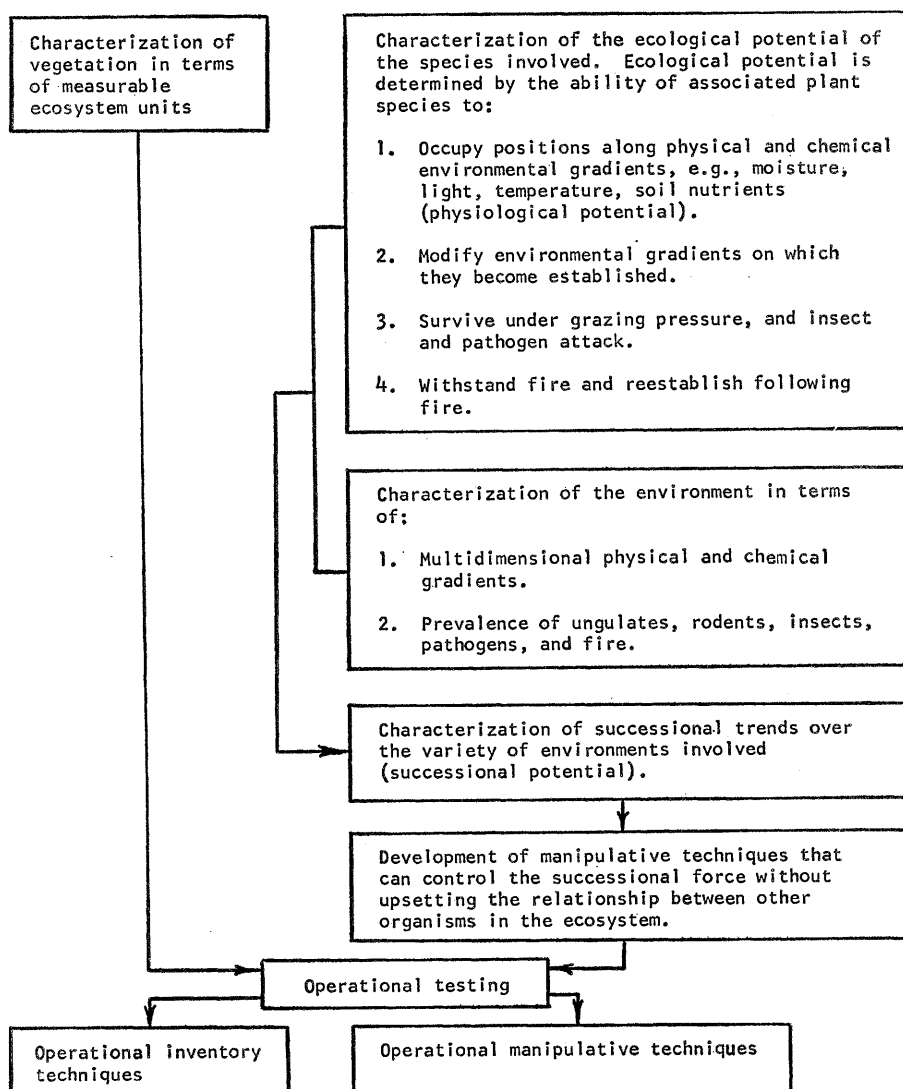 Characterization of
vegetation in terms
of measurable
ecosystem units
Characterization of the ecological potential of
the species involved. Ecological potential is
determined by the ability of associated plant
species to:
1. Occupy positions along physical and chemical
environmental gradients, e.g., moisture,
light, temperature, soil nutrients
(physiological potential).
2. Modify environmental gradients on which
they become established.
3. Survive under grazing pressure, and insect
and pathogen attack.
4. Withstand fire and reestablish following
fire.
Characterization of the environment in terms
of:
1. Multidimensional physical and chemical
gradients.
2. Prevalence of ungulates, rodents, insects,
pathogens, and fire.
Characterization of successional trends over
the variety of environments involved
(successional potential).
Development of manipulative techniques that
can control the successional force without
upsetting the relationship between other
organisms in the ecosystem.
Operational testing
Operational inventory
techniques
Operational manipulative techniques